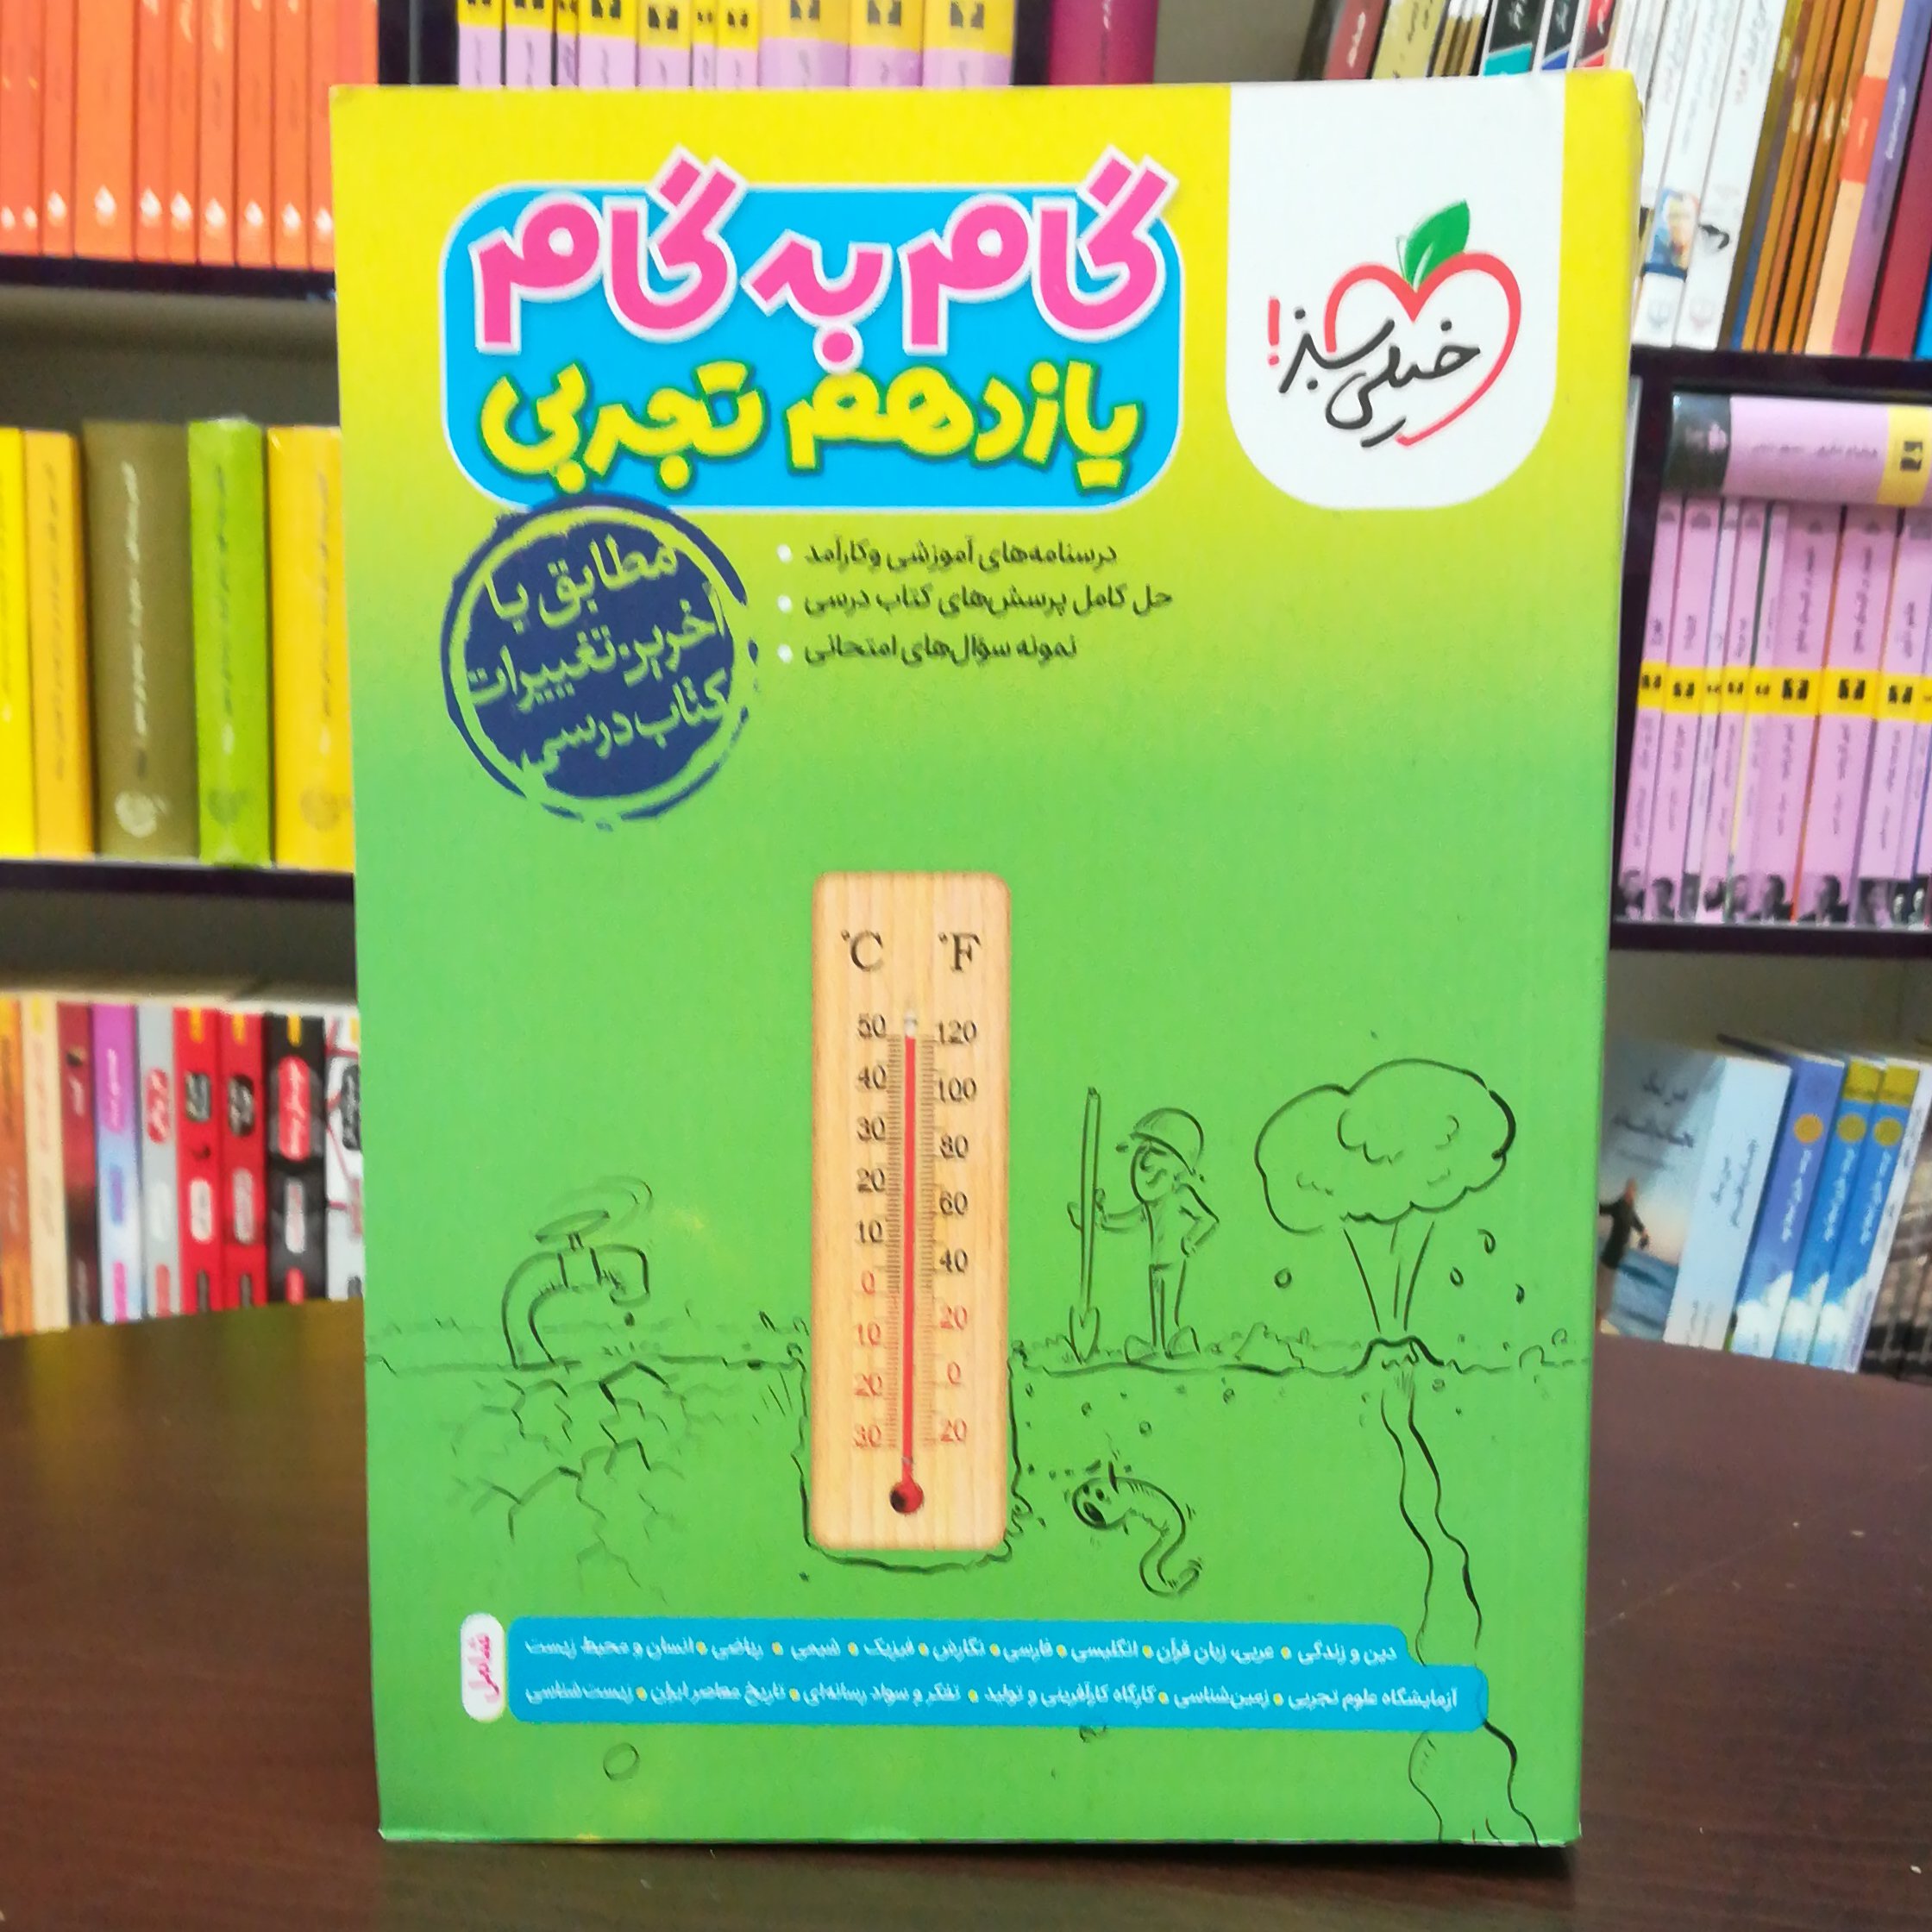 خیلی سبز!
گام به گام
یازدهم تجربی
درسنامه‌های آموزشی و کارآمد
حل کامل پرسش‌های کتاب درسی
نمونه سؤال‌های امتحانی
مطابق با
آخرین تغییرات
کتاب درسی
°C °F
50 120
40 100
30 80
20 60
10 40
0 20
10 0
20 20
30
شامل
دین و زندگی • عربی، زبان قرآن • انگلیسی • فارسی • نگارش • فیزیک • شیمی • ریاضی • انسان و محیط زیست
آزمایشگاه علوم تجربی • زمین‌شناسی • کارگاه کارآفرینی و تولید • تفکر و سواد رسانه‌ای • تاریخ معاصر ایران • زیست‌شناسی